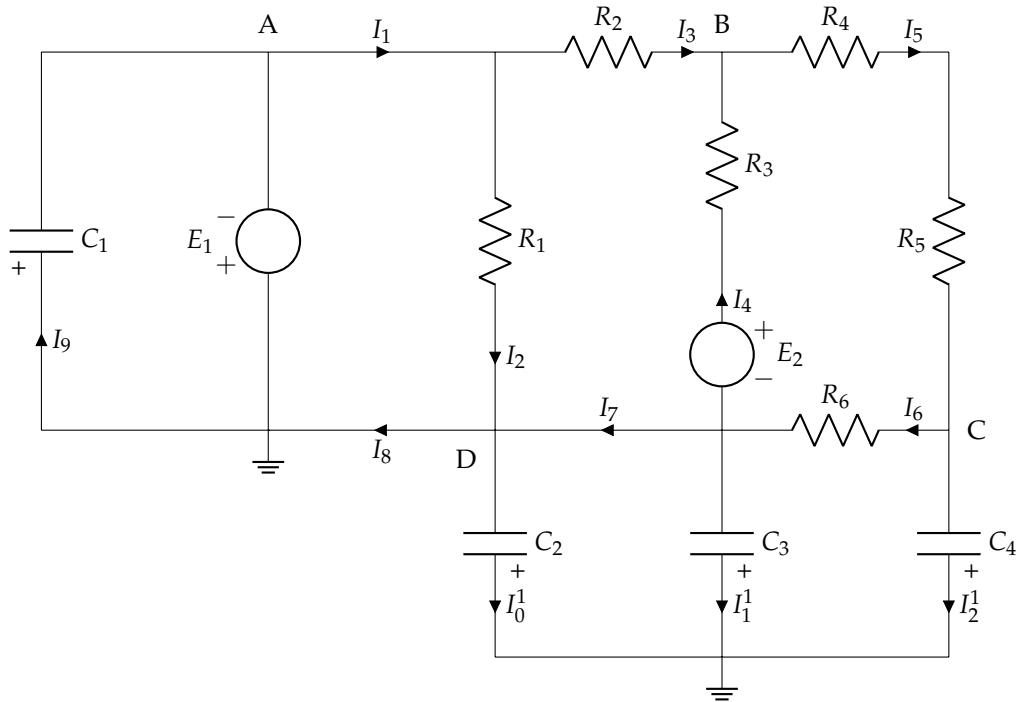 A
I₁
R₂
I₃
B
R₄
I₅
R₃
−
E₁
+
C₁
+
R₁
R₅
I₄
+
E₂
−
I₉
I₂
R₆
I₇
I₆
C
I₈
D
C₂
+
C₃
+
C₄
+
I₀¹
I₁¹
I₂¹